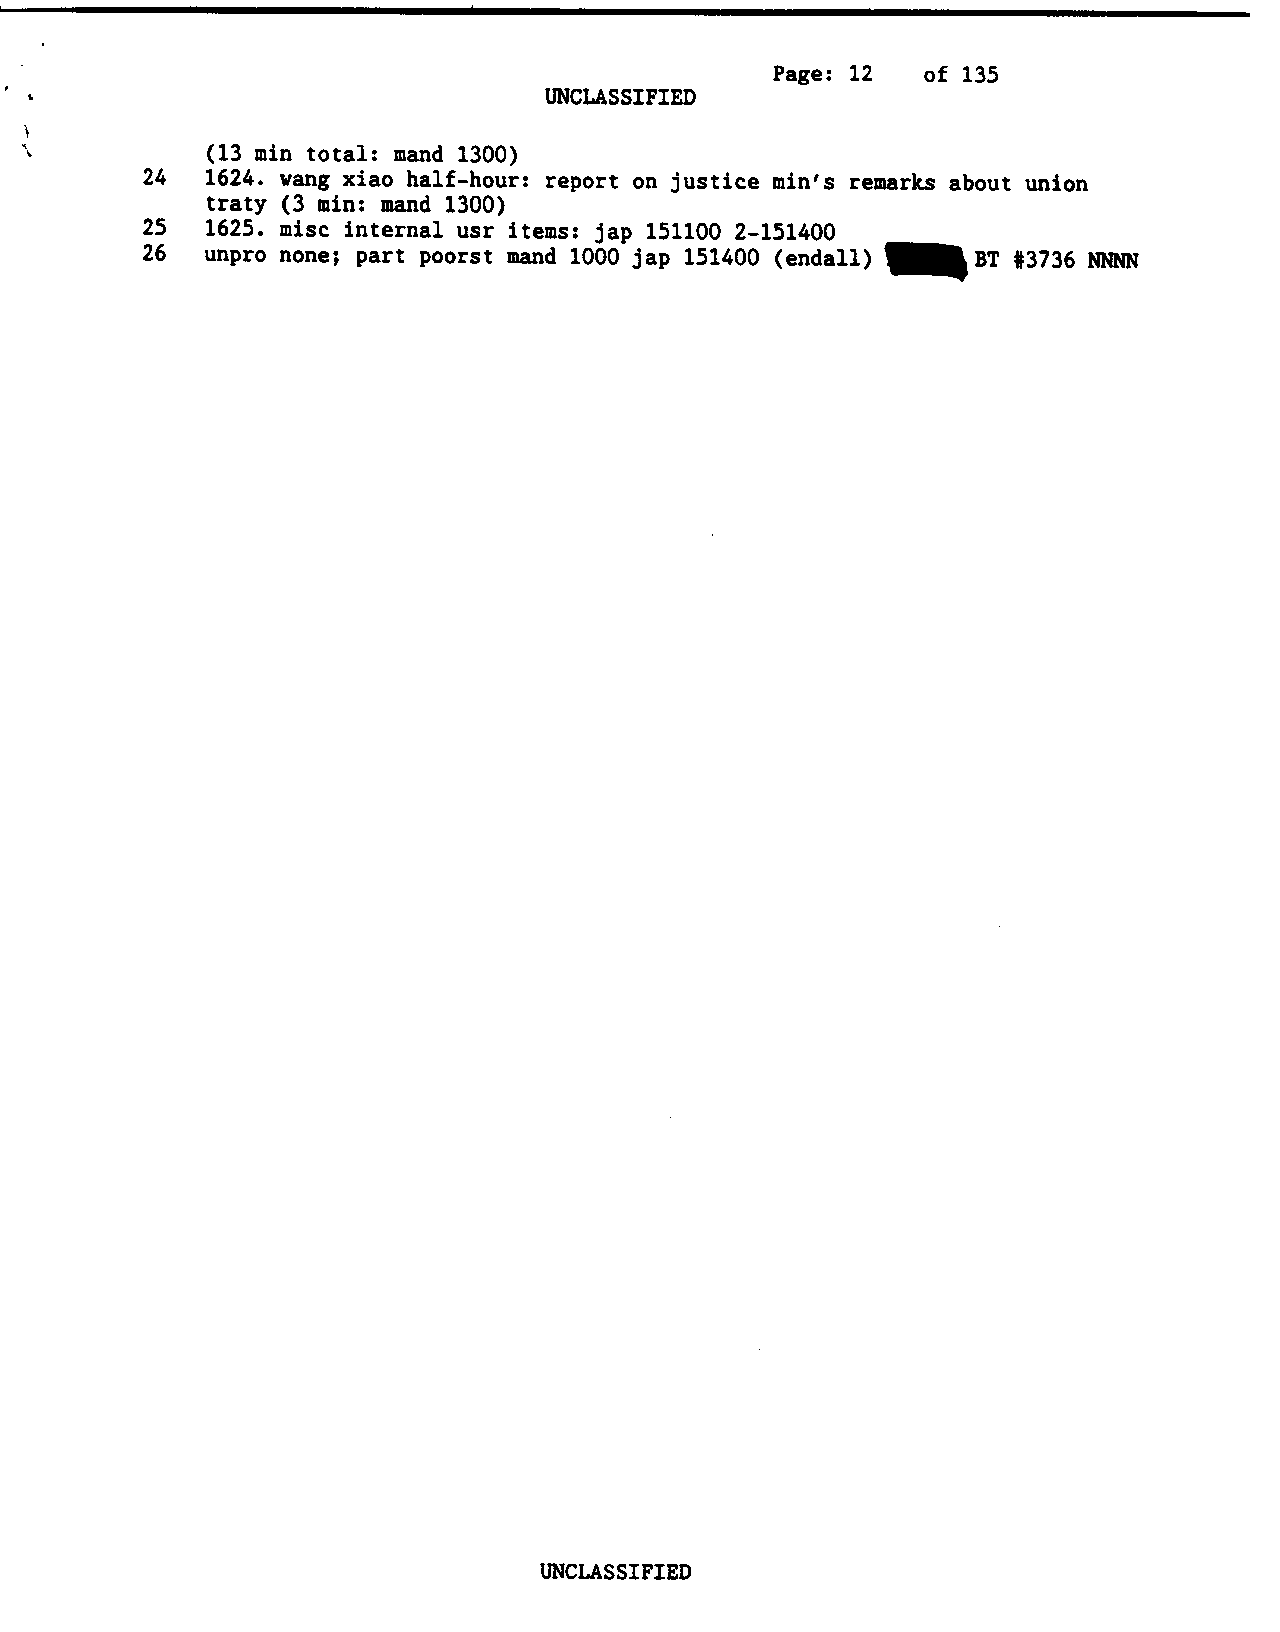 Page: 12 of 135
UNCLASSIFIED
(13 min total: mand 1300)
24 1624. wang xiao half-hour: report on justice min's remarks about union
traty (3 min: mand 1300)
25 1625. misc internal usr items: jap 151100 2-151400
26 unpro none; part poorst mand 1000 jap 151400 (endall) BT #3736 NNNN
UNCLASSIFIED